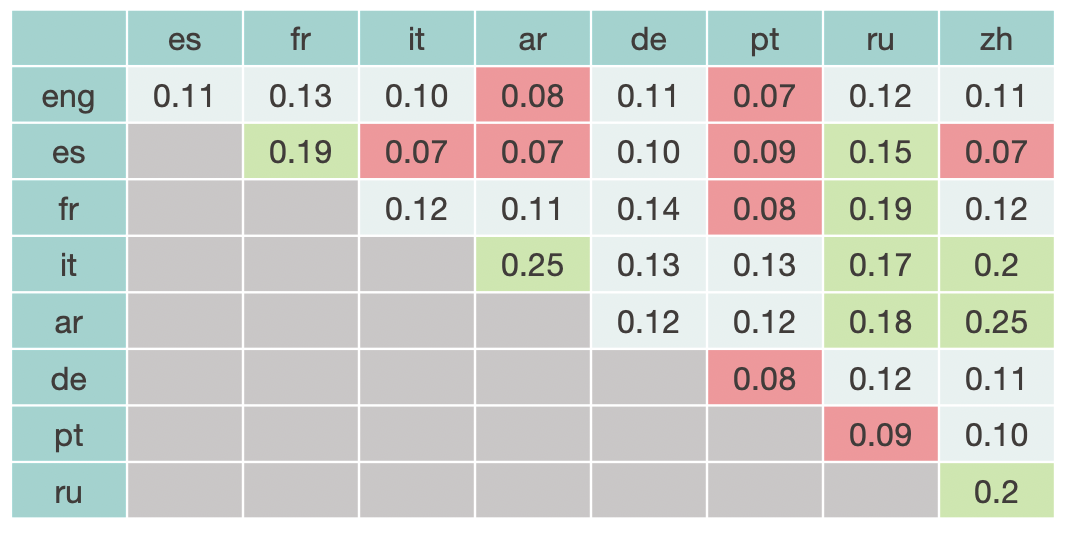 es fr it ar de pt ru zh
eng 0.11 0.13 0.10 0.08 0.11 0.07 0.12 0.11
es 0.19 0.07 0.07 0.10 0.09 0.15 0.07
fr 0.12 0.11 0.14 0.08 0.19 0.12
it 0.25 0.13 0.13 0.17 0.2
ar 0.12 0.12 0.18 0.25
de 0.08 0.12 0.11
pt 0.09 0.10
ru 0.2